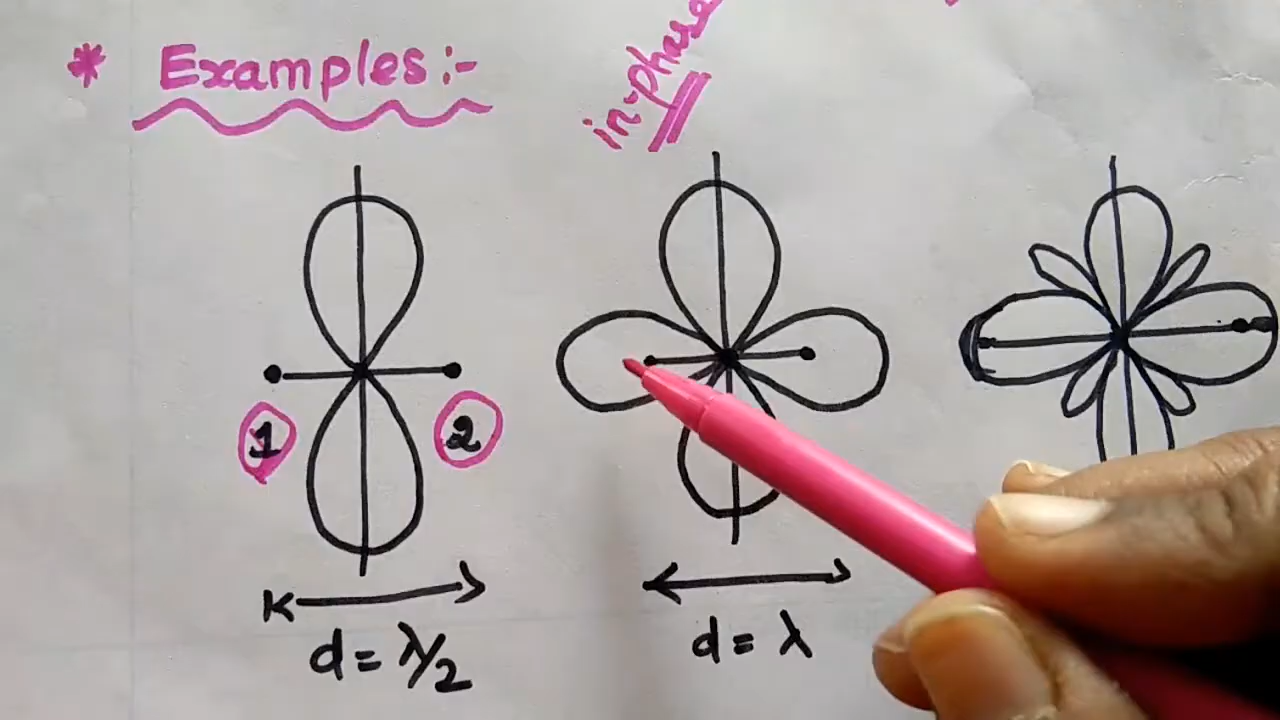 * Examples:-
in-phase
1
2
d = λ/2
d = λ